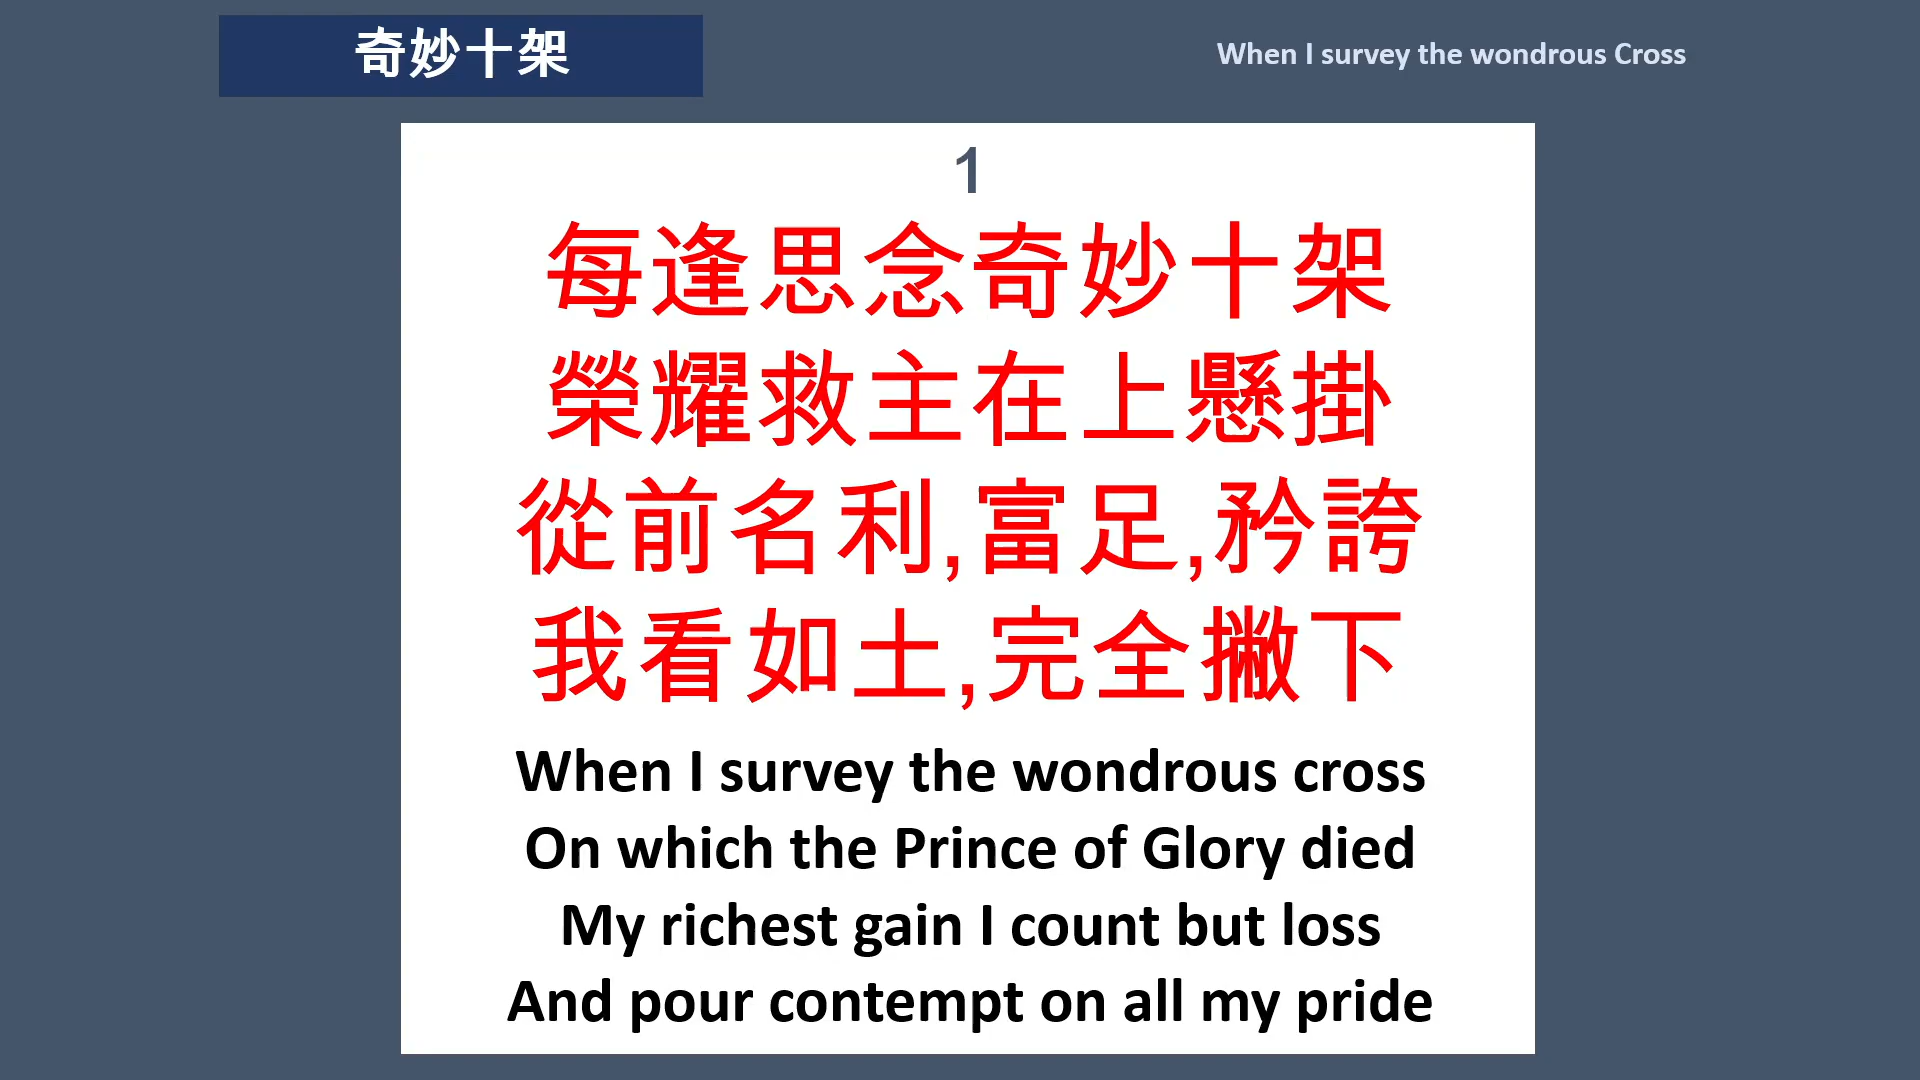 奇妙十架
When I survey the wondrous Cross
1
每逢思念奇妙十架
榮耀救主在上懸掛
從前名利,富足,矜誇
我看如土,完全撇下
When I survey the wondrous cross
On which the Prince of Glory died
My richest gain I count but loss
And pour contempt on all my pride